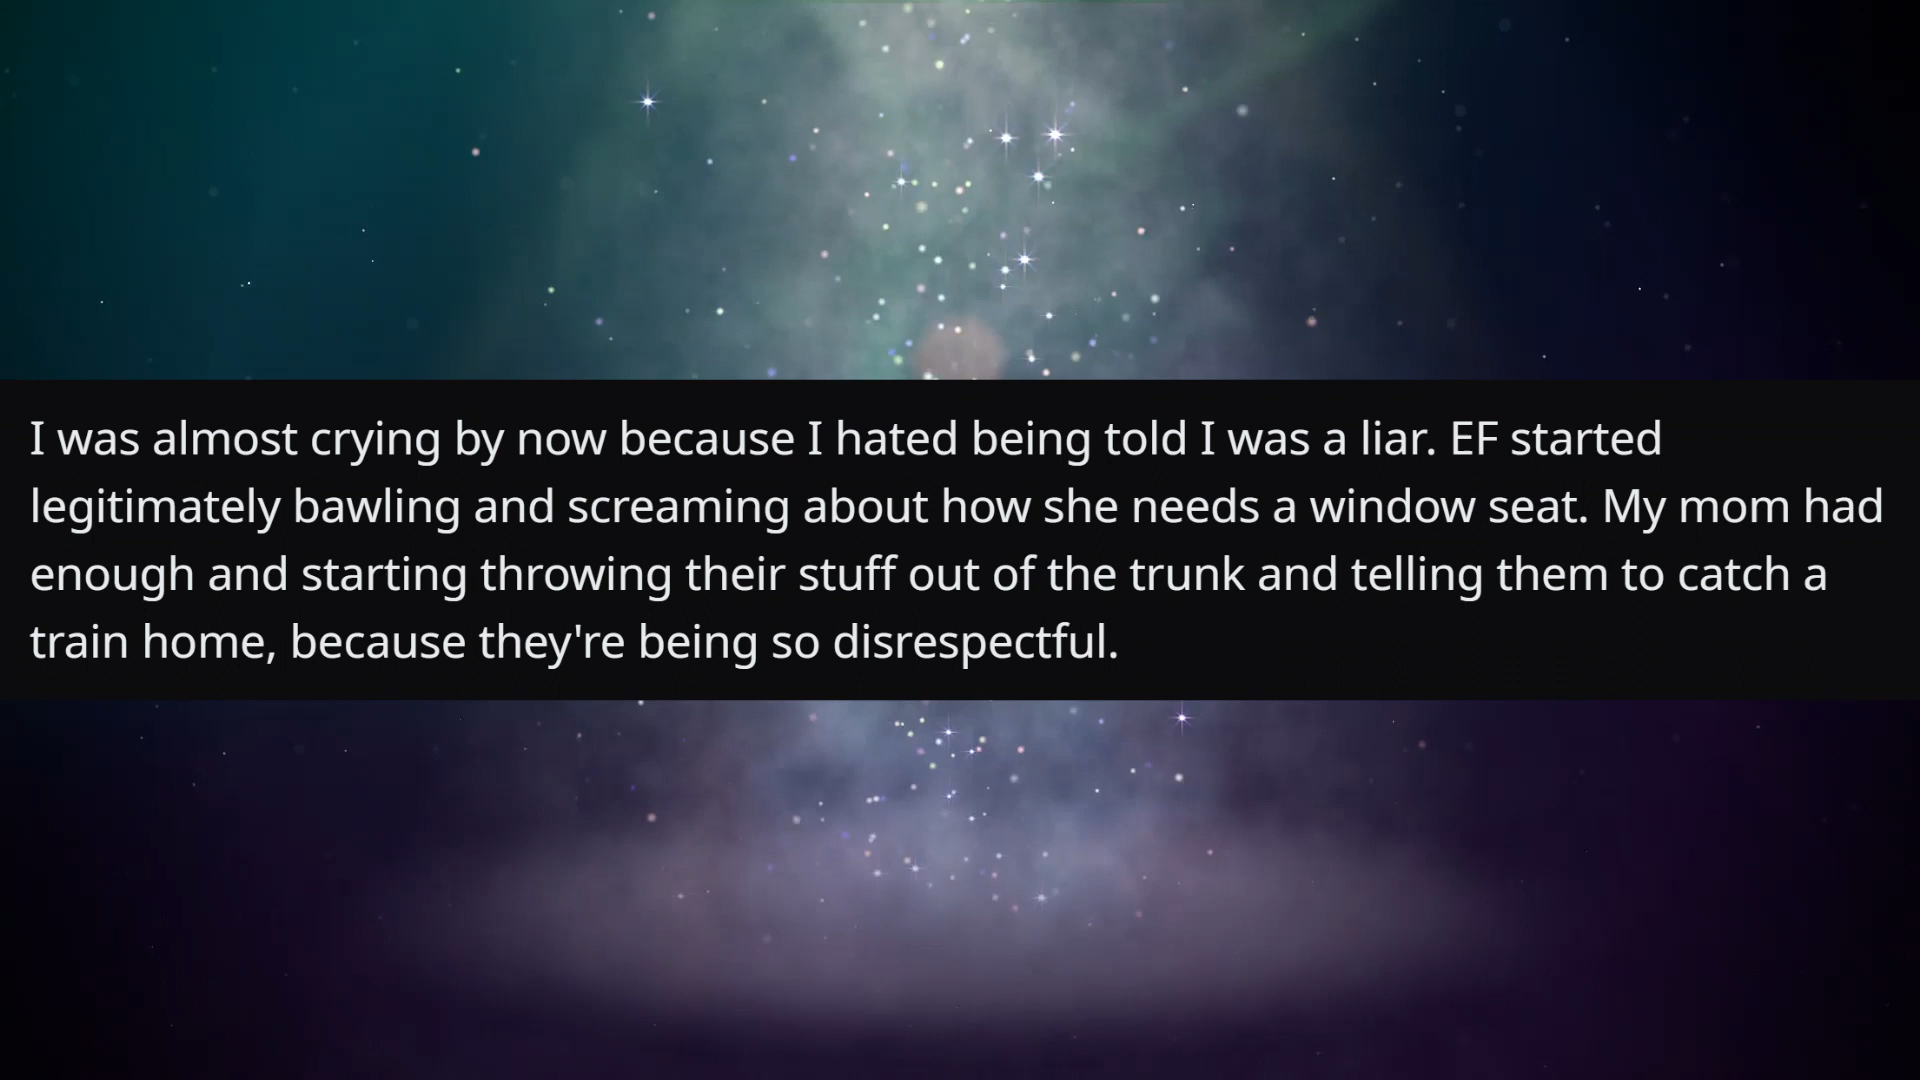 I was almost crying by now because I hated being told I was a liar. EF started
legitimately bawling and screaming about how she needs a window seat. My mom had
enough and starting throwing their stuff out of the trunk and telling them to catch a
train home, because they're being so disrespectful.